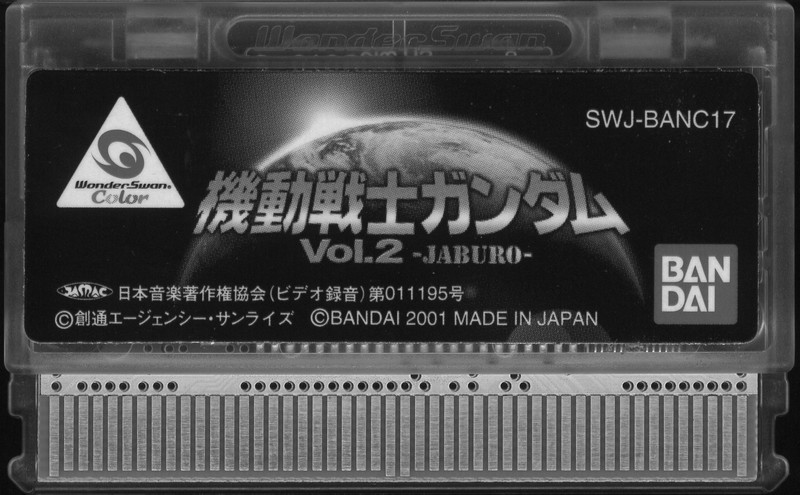 WonderSwan
SWJ-BANC17
WonderSwan
Color
機動戦士ガンダム
Vol.2 -JABURO-
BAN
DAI
JASRAC 日本音楽著作権協会(ビデオ録音)第011195号
©創通エージェンシー・サンライズ ©BANDAI 2001 MADE IN JAPAN